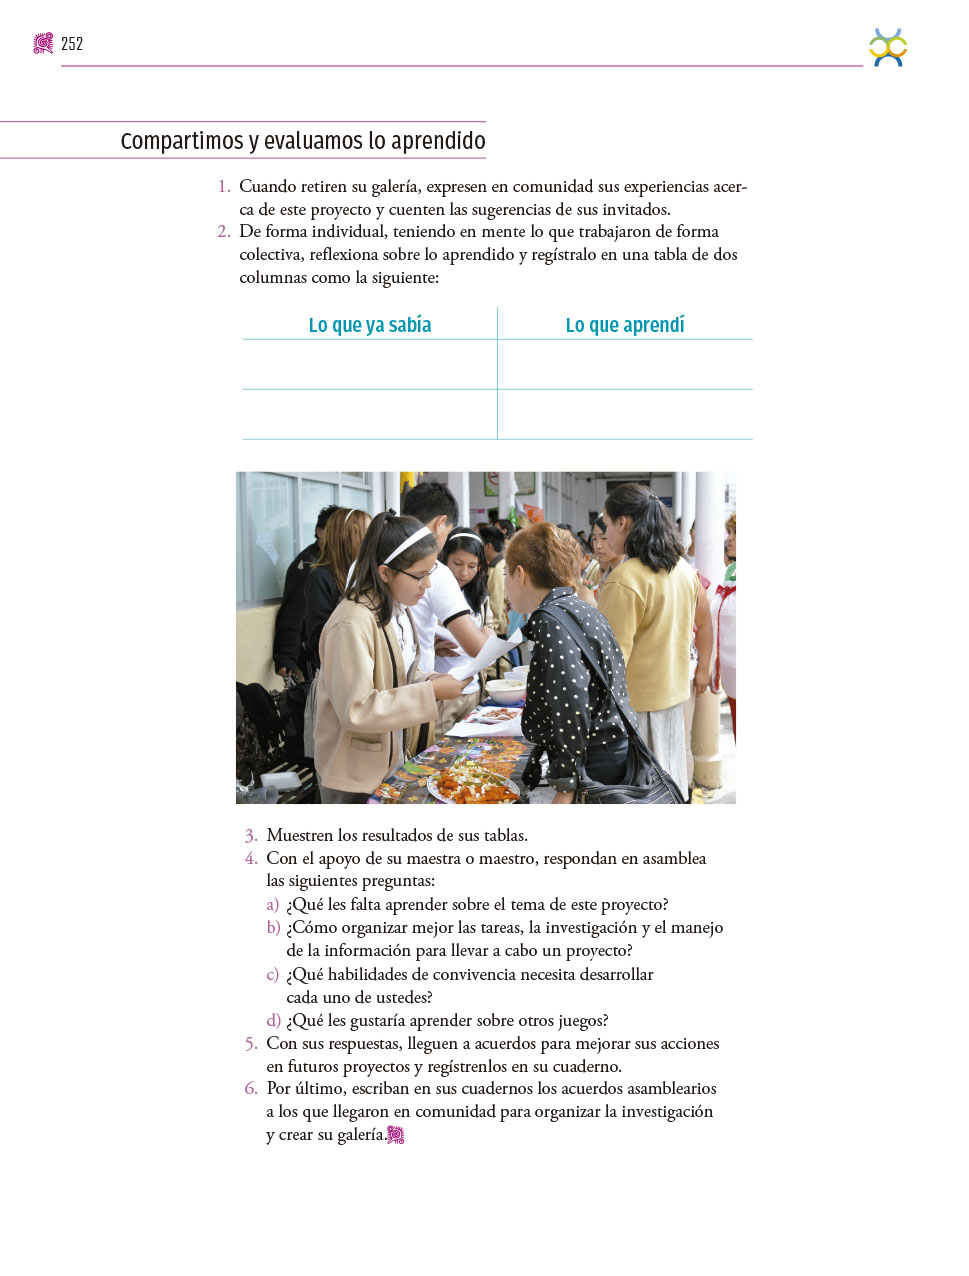 252
Compartimos y evaluamos lo aprendido
1. Cuando retiren su galería, expresen en comunidad sus experiencias acer-
ca de este proyecto y cuenten las sugerencias de sus invitados.
2. De forma individual, teniendo en mente lo que trabajaron de forma
colectiva, reflexiona sobre lo aprendido y regístralo en una tabla de dos
columnas como la siguiente:
Lo que ya sabía
Lo que aprendí
3. Muestren los resultados de sus tablas.
4. Con el apoyo de su maestra o maestro, respondan en asamblea
las siguientes preguntas:
a) ¿Qué les falta aprender sobre el tema de este proyecto?
b) ¿Cómo organizar mejor las tareas, la investigación y el manejo
de la información para llevar a cabo un proyecto?
c) ¿Qué habilidades de convivencia necesita desarrollar
cada uno de ustedes?
d) ¿Qué les gustaría aprender sobre otros juegos?
5. Con sus respuestas, lleguen a acuerdos para mejorar sus acciones
en futuros proyectos y regístrenlos en su cuaderno.
6. Por último, escriban en sus cuadernos los acuerdos asamblearios
a los que llegaron en comunidad para organizar la investigación
y crear su galería.